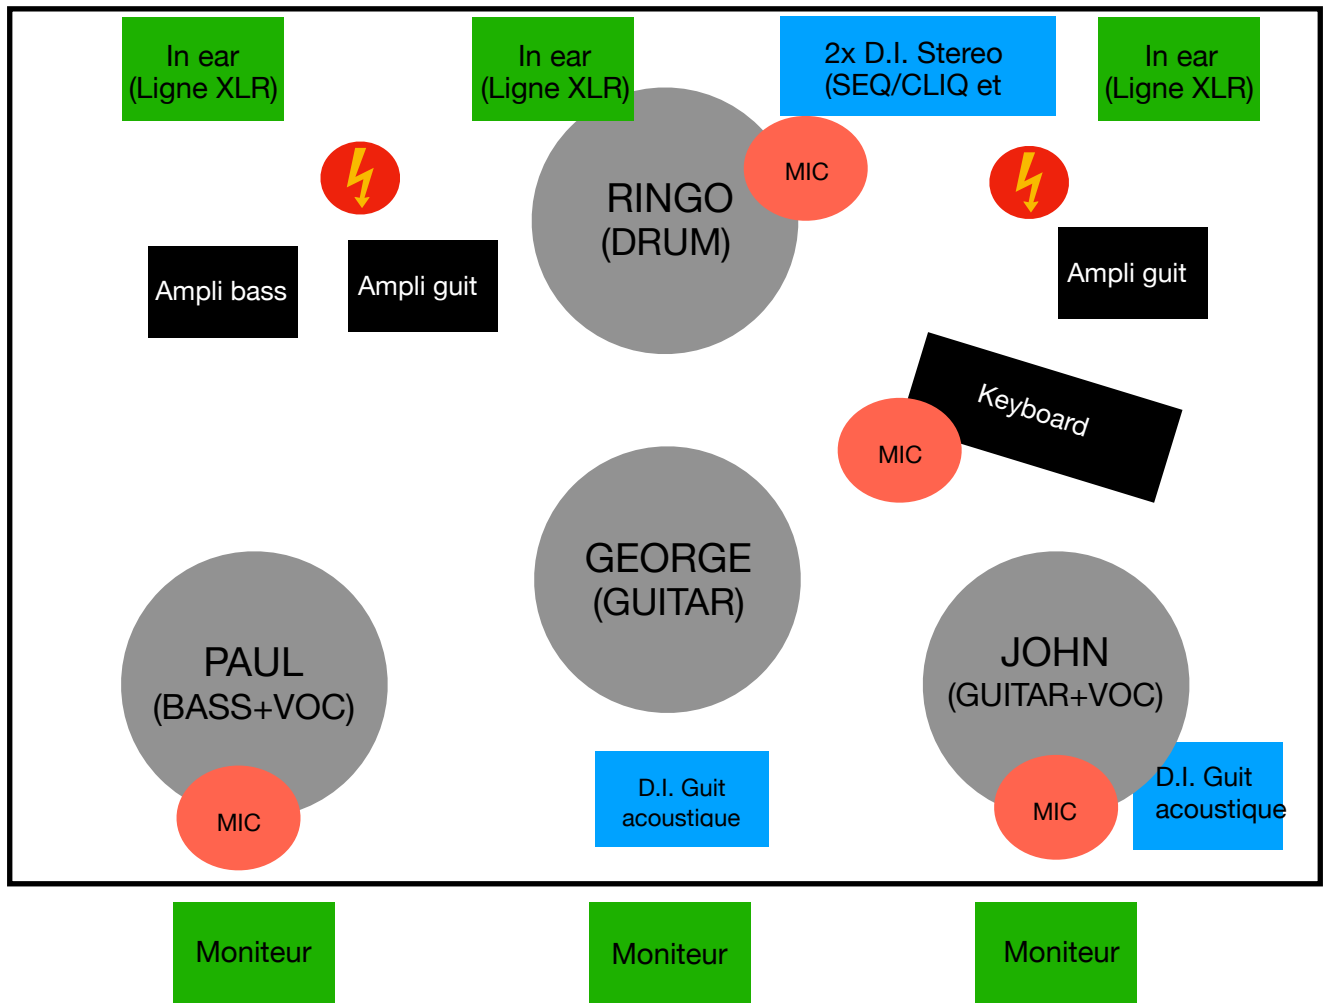 In ear
(Ligne XLR)
In ear
(Ligne XLR)
2x D.I. Stereo
(SEQ/CLIQ et
In ear
(Ligne XLR)
MIC
RINGO
(DRUM)
Ampli bass
Ampli guit
Ampli guit
Keyboard
MIC
GEORGE
(GUITAR)
PAUL
(BASS+VOC)
JOHN
(GUITAR+VOC)
MIC
D.I. Guit
acoustique
MIC
D.I. Guit
acoustique
Moniteur
Moniteur
Moniteur